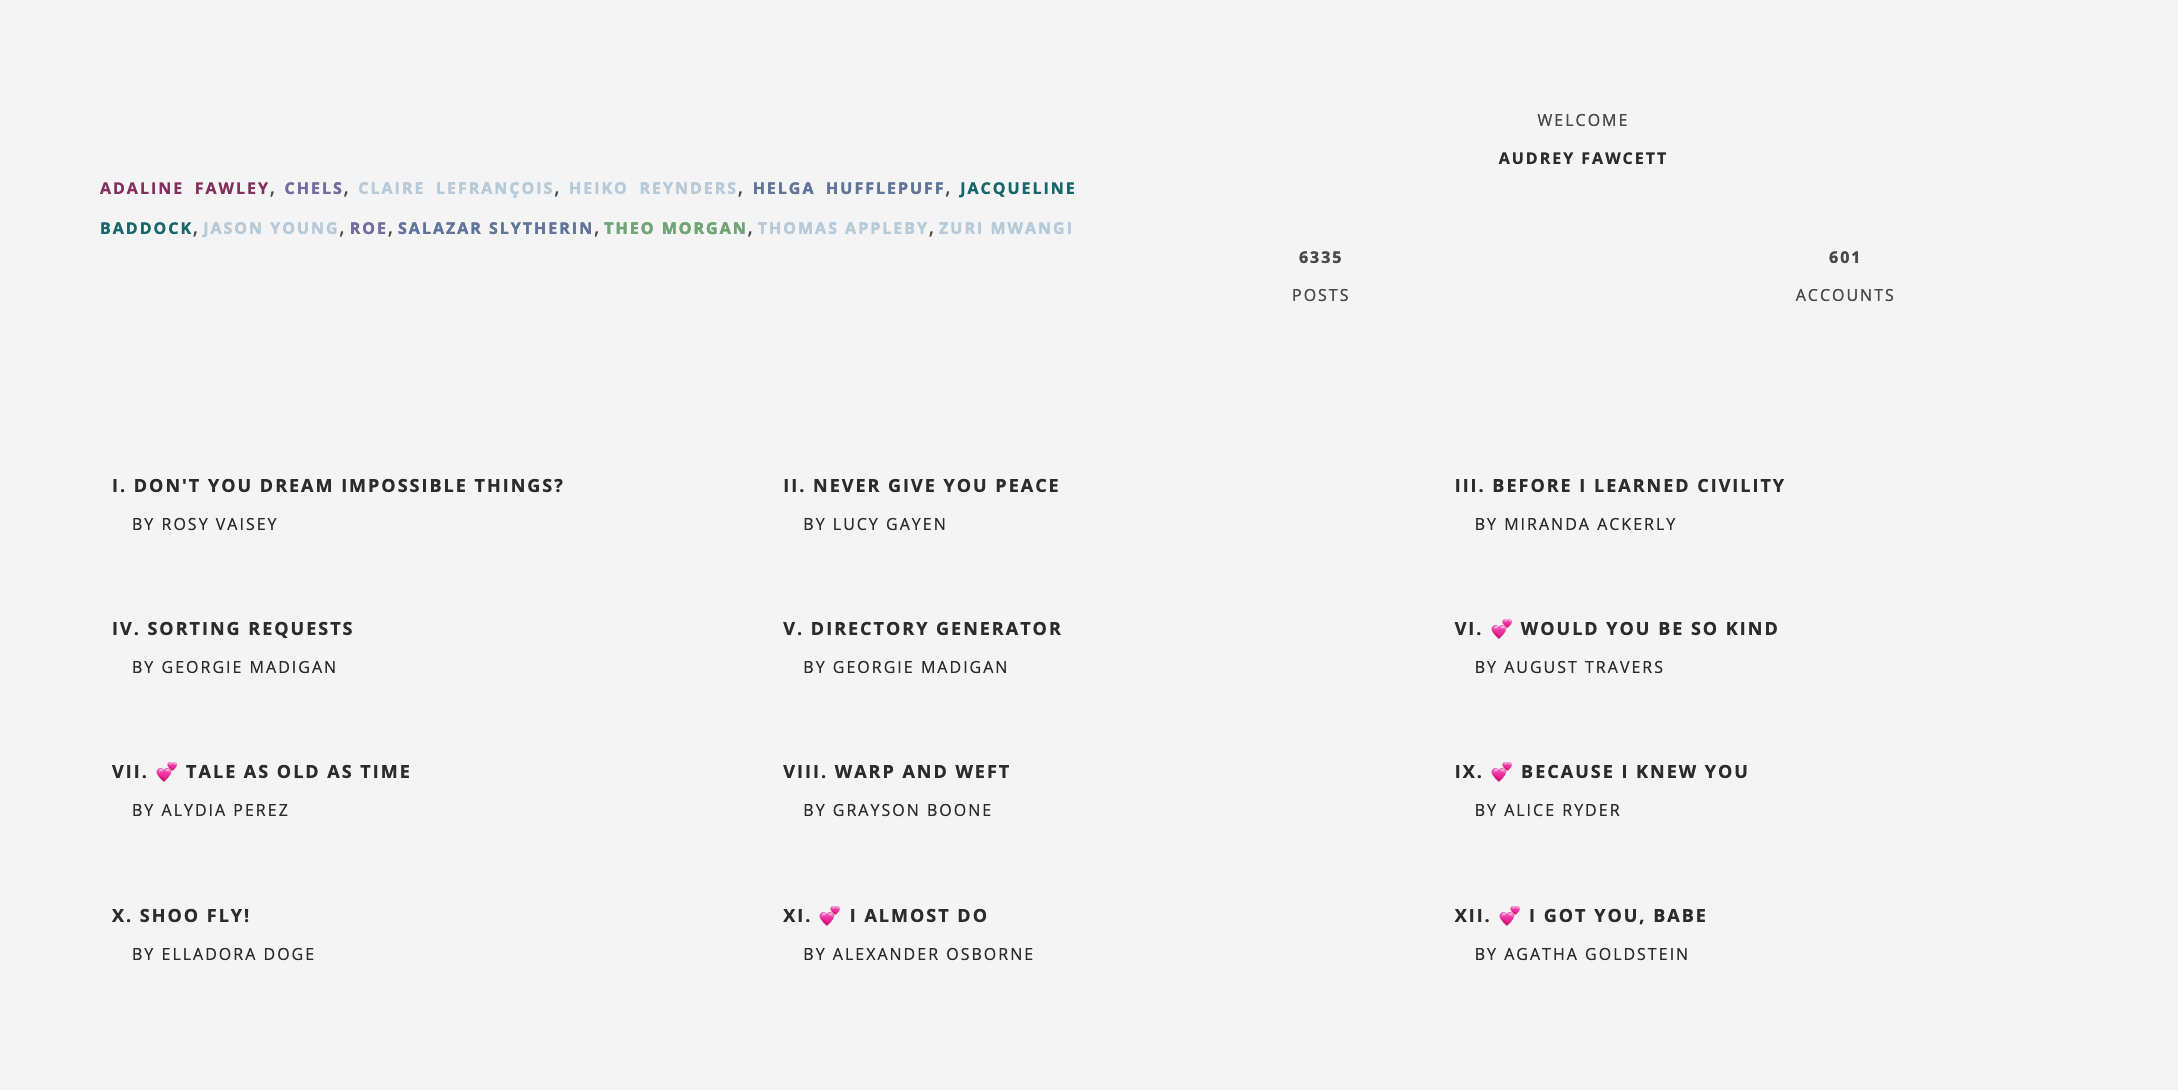 ADALINE FAWLEY, CHELS, CLAIRE LEFRANÇOIS, HEIKO REYNDERS, HELGA HUFFLEPUFF, JACQUELINE
BADDOCK, JASON YOUNG, ROE, SALAZAR SLYTHERIN, THEO MORGAN, THOMAS APPLEBY, ZURI MWANGI
WELCOME
AUDREY FAWCETT
6335
POSTS
601
ACCOUNTS
I. DON'T YOU DREAM IMPOSSIBLE THINGS?
BY ROSY VAISEY
II. NEVER GIVE YOU PEACE
BY LUCY GAYEN
III. BEFORE I LEARNED CIVILITY
BY MIRANDA ACKERLY
IV. SORTING REQUESTS
BY GEORGIE MADIGAN
V. DIRECTORY GENERATOR
BY GEORGIE MADIGAN
VI. 💕 WOULD YOU BE SO KIND
BY AUGUST TRAVERS
VII. 💕 TALE AS OLD AS TIME
BY ALYDIA PEREZ
VIII. WARP AND WEFT
BY GRAYSON BOONE
IX. 💕 BECAUSE I KNEW YOU
BY ALICE RYDER
X. SHOO FLY!
BY ELLADORA DOGE
XI. 💕 I ALMOST DO
BY ALEXANDER OSBORNE
XII. 💕 I GOT YOU, BABE
BY AGATHA GOLDSTEIN